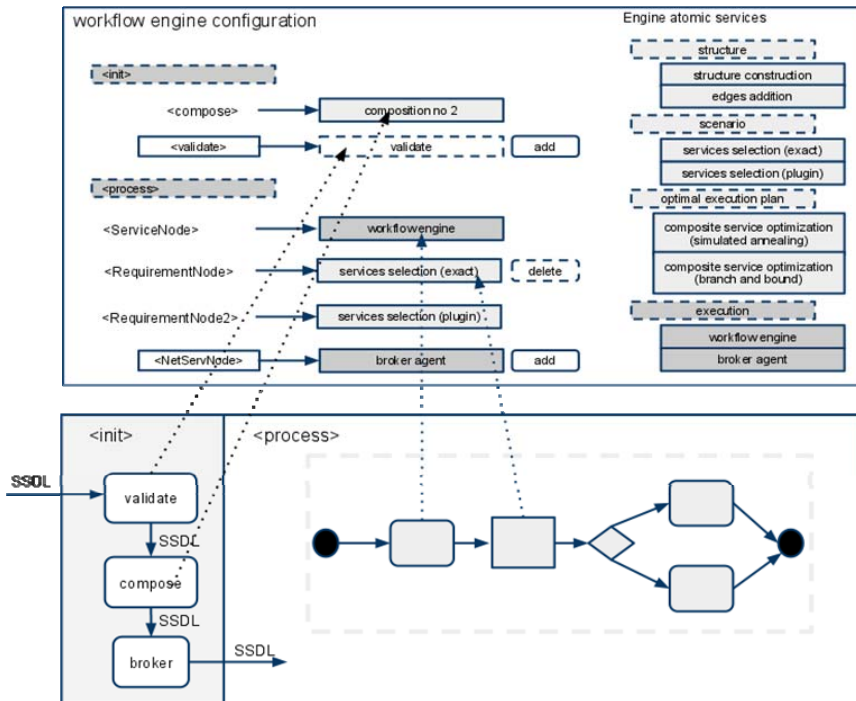 workflow engine configuration
<init>
<compose>
composition no 2
<validate>
validate
add
<process>
<ServiceNode>
workflow engine
<RequirementNode>
services selection (exact)
delete
<RequirementNode2>
services selection (plugin)
<NetServNode>
broker agent
add
Engine atomic services
structure
structure construction
edges addition
scenario
services selection (exact)
services selection (plugin)
optimal execution plan
composite service optimization
(simulated annealing)
composite service optimization
(branch and bound)
execution
workflow engine
broker agent
<init>
<process>
SSDL
validate
SSDL
compose
SSDL
broker
SSDL